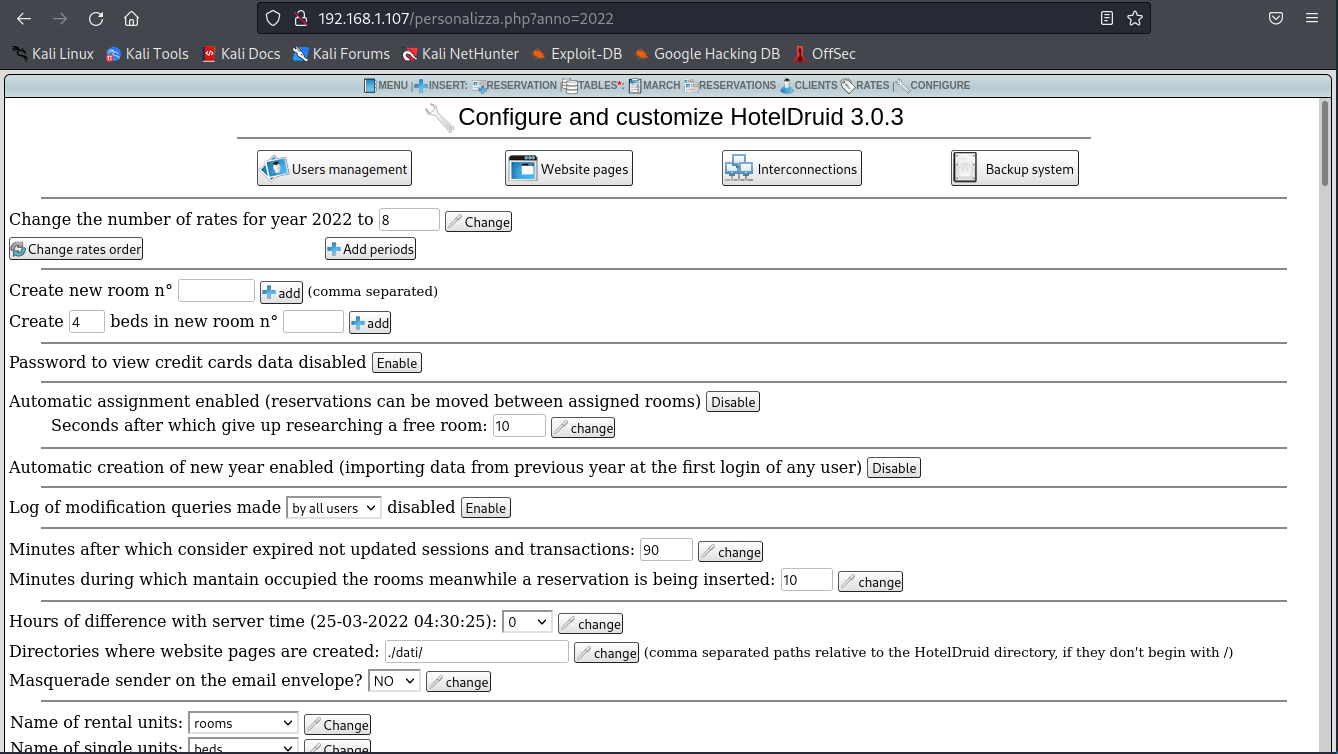 192.168.1.107/personalizza.php?anno=2022
Kali Linux Kali Tools Kali Docs Kali Forums Kali NetHunter Exploit-DB Google Hacking DB OffSec
MENU | INSERT: RESERVATION | TABLES*: MARCH RESERVATIONS CLIENTS RATES | CONFIGURE
Configure and customize HotelDruid 3.0.3
Users management Website pages Interconnections Backup system
Change the number of rates for year 2022 to 8 Change
Change rates order Add periods
Create new room n° add (comma separated)
Create 4 beds in new room n° add
Password to view credit cards data disabled Enable
Automatic assignment enabled (reservations can be moved between assigned rooms) Disable
Seconds after which give up researching a free room: 10 change
Automatic creation of new year enabled (importing data from previous year at the first login of any user) Disable
Log of modification queries made by all users disabled Enable
Minutes after which consider expired not updated sessions and transactions: 90 change
Minutes during which mantain occupied the rooms meanwhile a reservation is being inserted: 10 change
Hours of difference with server time (25-03-2022 04:30:25): 0 change
Directories where website pages are created: ./dati/ change (comma separated paths relative to the HotelDruid directory, if they don't begin with /)
Masquerade sender on the email envelope? NO change
Name of rental units: rooms Change
Name of single units: beds Change